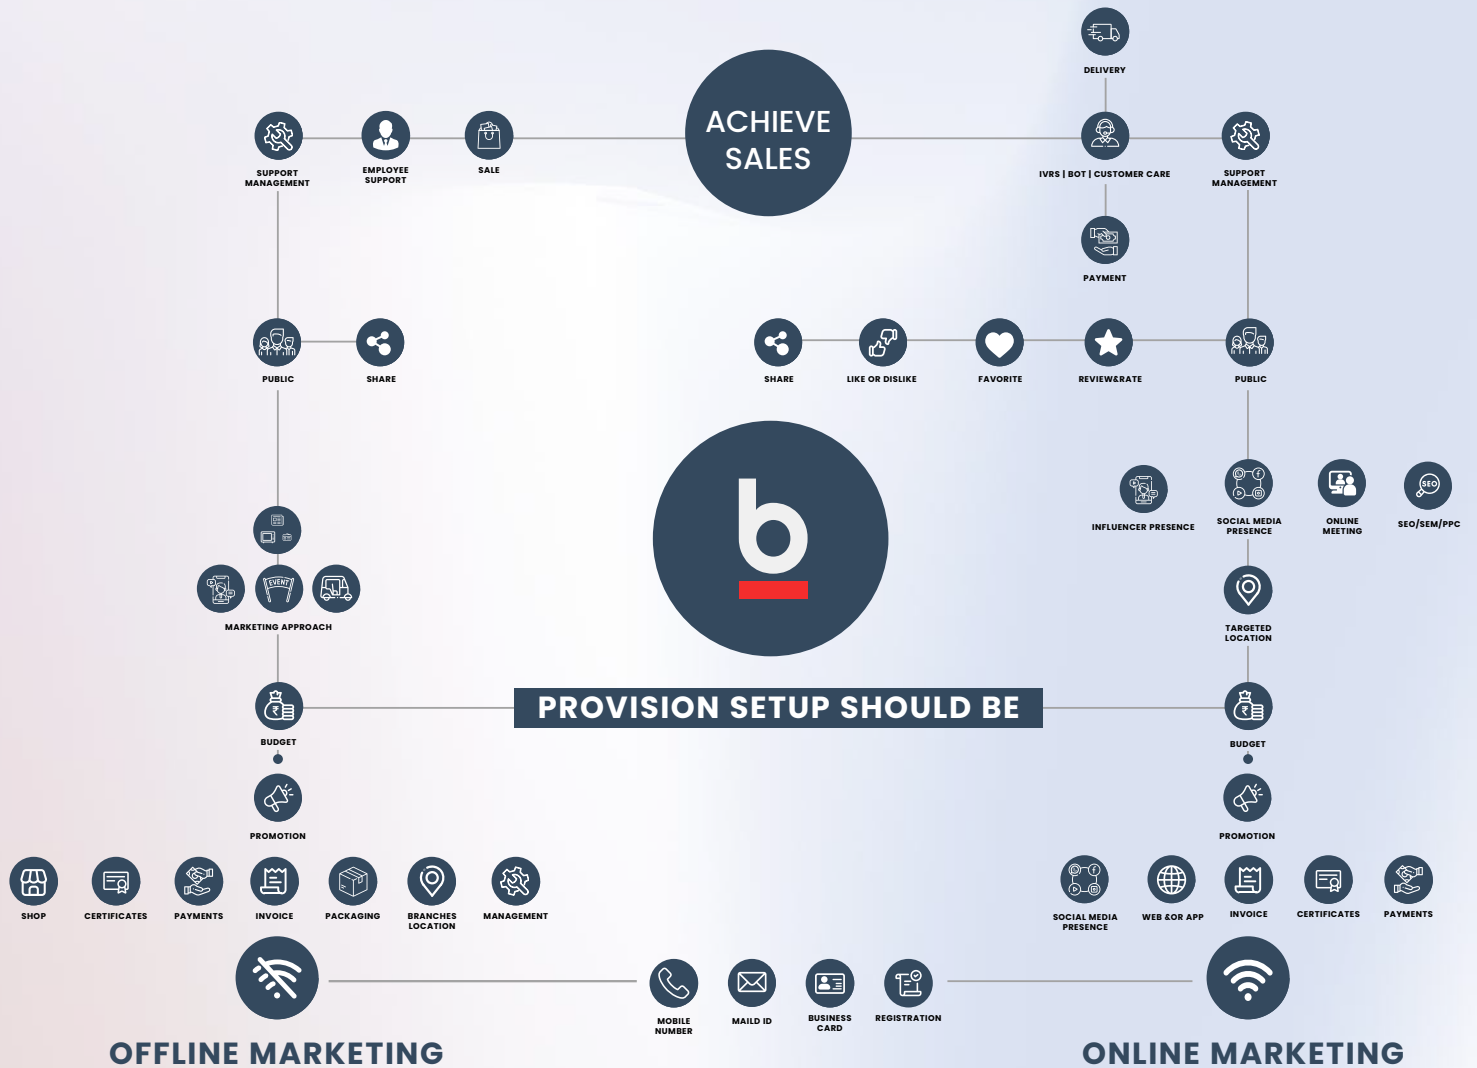 DELIVERY
ACHIEVE
SALES
SUPPORT
MANAGEMENT
EMPLOYEE
SUPPORT
SALE
IVRS | BOT | CUSTOMER CARE
SUPPORT
MANAGEMENT
PAYMENT
PUBLIC
SHARE
SHARE
LIKE OR DISLIKE
FAVORITE
REVIEW&RATE
PUBLIC
b
SEO
INFLUENCER PRESENCE
SOCIAL MEDIA
PRESENCE
ONLINE
MEETING
SEO/SEM/PPC
EVENT
MARKETING APPROACH
TARGETED
LOCATION
₹
PROVISION SETUP SHOULD BE
₹
BUDGET
BUDGET
PROMOTION
PROMOTION
SHOP
CERTIFICATES
PAYMENTS
INVOICE
PACKAGING
BRANCHES
LOCATION
MANAGEMENT
SOCIAL MEDIA
PRESENCE
WEB &OR APP
INVOICE
CERTIFICATES
PAYMENTS
MOBILE
NUMBER
MAILD ID
BUSINESS
CARD
REGISTRATION
OFFLINE MARKETING
ONLINE MARKETING